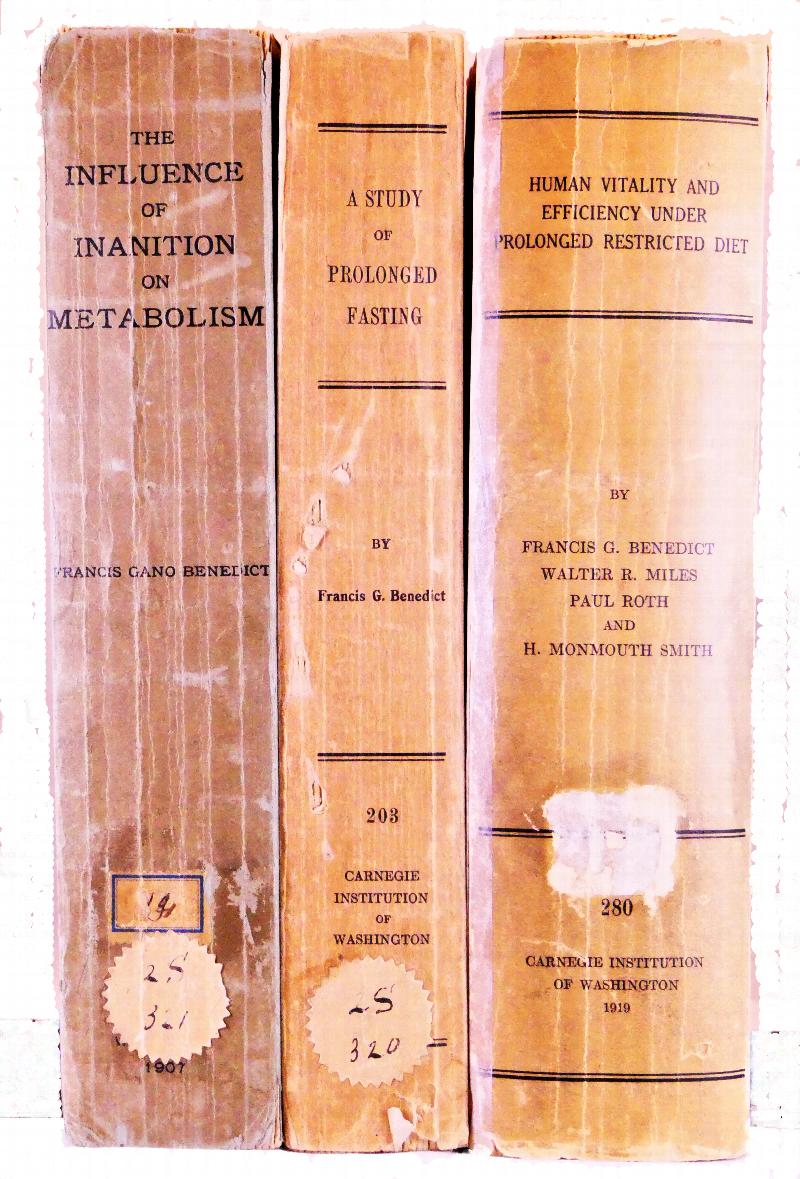 THE
INFLUENCE
OF
INANITION
ON
METABOLISM
FRANCIS GANO BENEDICT
2S
321
1907
A STUDY
OF
PROLONGED
FASTING
BY
Francis G. Benedict
203
CARNEGIE
INSTITUTION
OF
WASHINGTON
2S
320
HUMAN VITALITY AND
EFFICIENCY UNDER
PROLONGED RESTRICTED DIET
BY
FRANCIS G. BENEDICT
WALTER R. MILES
PAUL ROTH
AND
H. MONMOUTH SMITH
280
CARNEGIE INSTITUTION
OF WASHINGTON
1919